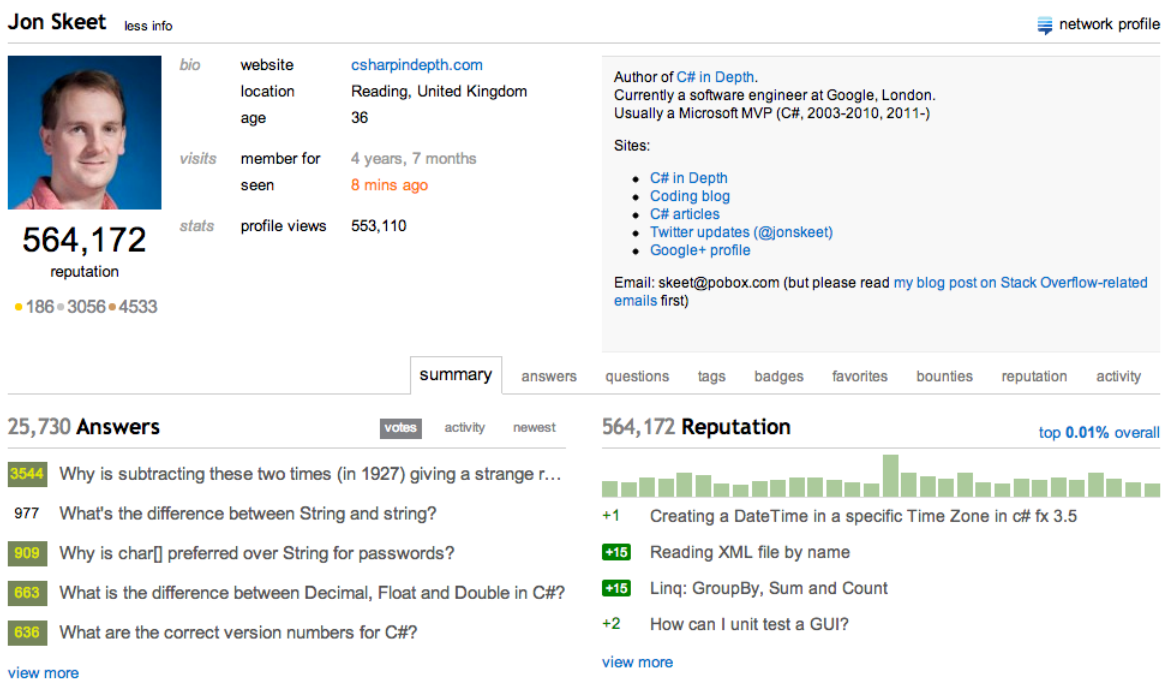 Jon Skeet less info
network profile
bio website csharpindepth.com
location Reading, United Kingdom
age 36
visits member for 4 years, 7 months
seen 8 mins ago
stats profile views 553,110
564,172
reputation
186 3056 4533
Author of C# in Depth.
Currently a software engineer at Google, London.
Usually a Microsoft MVP (C#, 2003-2010, 2011-)
Sites:
C# in Depth
Coding blog
C# articles
Twitter updates (@jonskeet)
Google+ profile
Email: skeet@pobox.com (but please read my blog post on Stack Overflow-related
emails first)
summary answers questions tags badges favorites bounties reputation activity
25,730 Answers votes activity newest
3544 Why is subtracting these two times (in 1927) giving a strange r...
977 What's the difference between String and string?
909 Why is char[] preferred over String for passwords?
663 What is the difference between Decimal, Float and Double in C#?
636 What are the correct version numbers for C#?
view more
564,172 Reputation top 0.01% overall
+1 Creating a DateTime in a specific Time Zone in c# fx 3.5
+15 Reading XML file by name
+15 Linq: GroupBy, Sum and Count
+2 How can I unit test a GUI?
view more